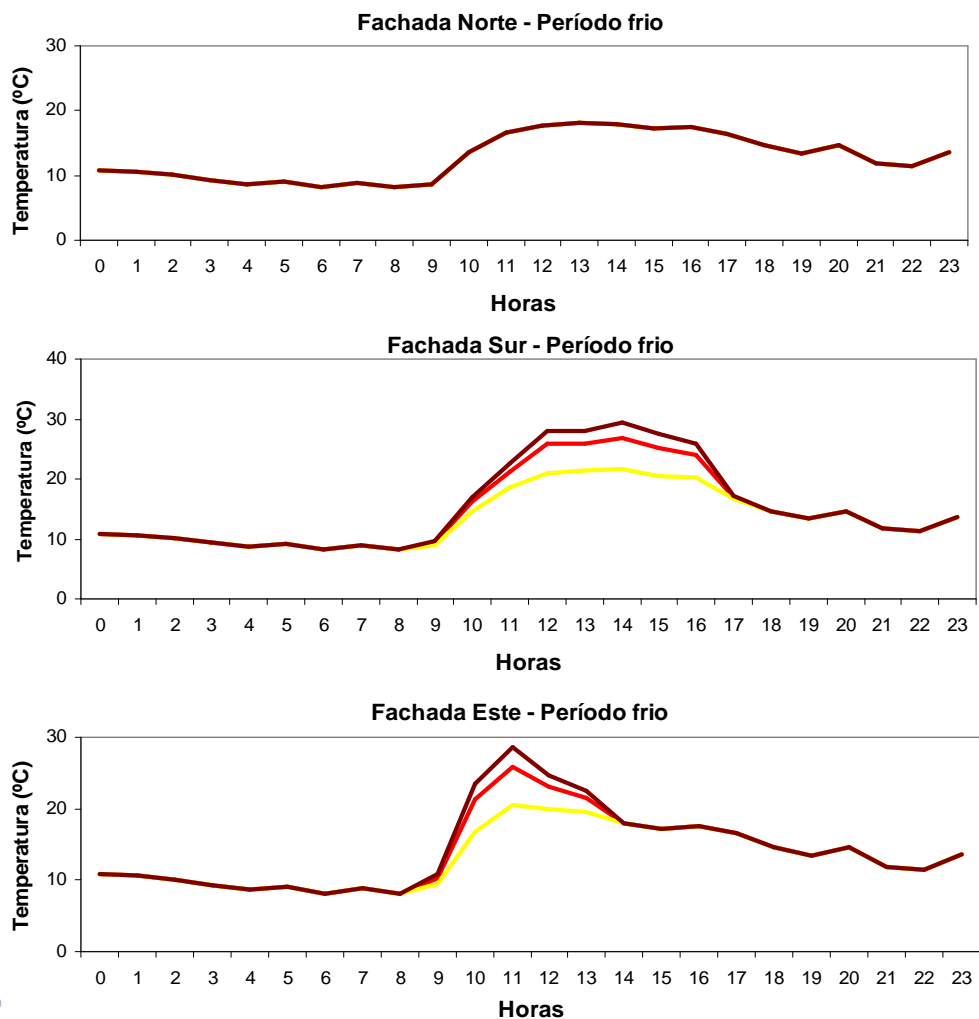 Fachada Norte - Período frio
Temperatura (ºC)
30
20
10
0
0 1 2 3 4 5 6 7 8 9 10 11 12 13 14 15 16 17 18 19 20 21 22 23
Horas
Fachada Sur - Período frio
Temperatura (ºC)
40
30
20
10
0
0 1 2 3 4 5 6 7 8 9 10 11 12 13 14 15 16 17 18 19 20 21 22 23
Horas
Fachada Este - Período frio
Temperatura (ºC)
30
20
10
0
0 1 2 3 4 5 6 7 8 9 10 11 12 13 14 15 16 17 18 19 20 21 22 23
Horas